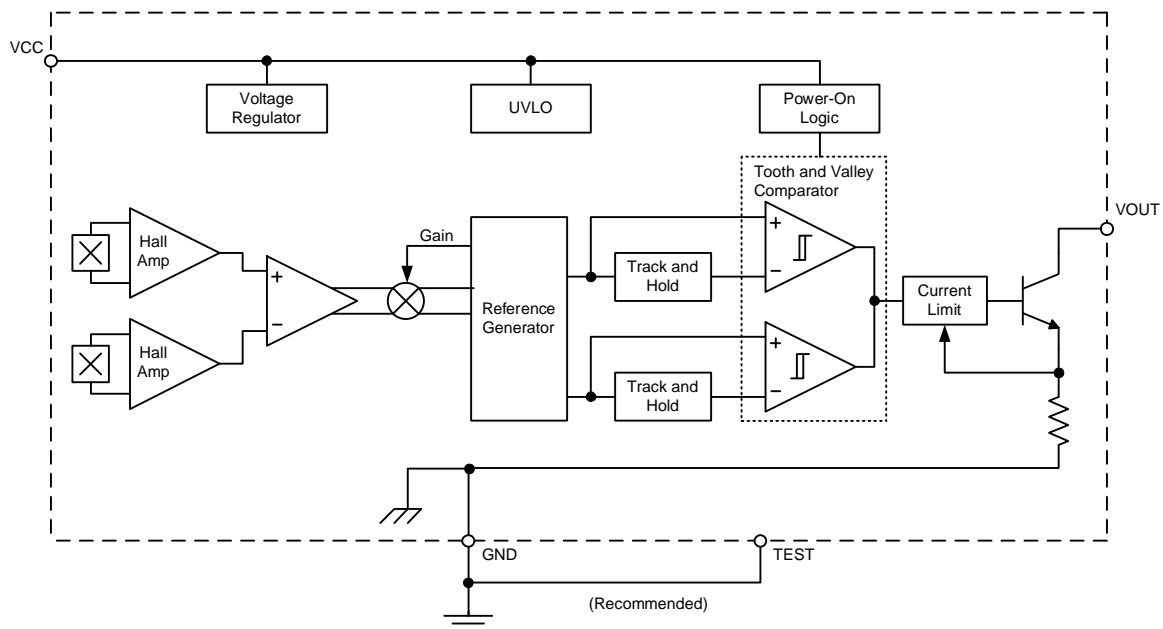 VCC
Voltage
Regulator
UVLO
Power-On
Logic
Tooth and Valley
Comparator
VOUT
Hall
Amp
+
−
Gain
Reference
Generator
Track and
Hold
+
−
Current
Limit
Hall
Amp
Track and
Hold
+
−
GND
TEST
(Recommended)